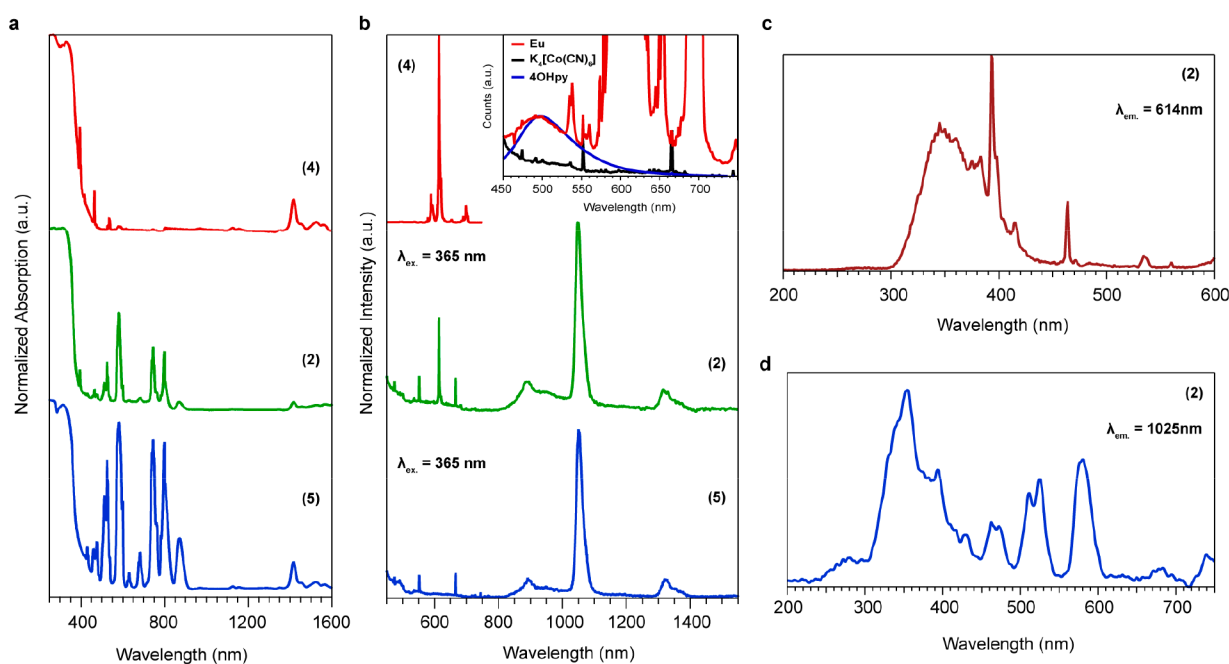 a
Normalized Absorption (a.u.)
(4)
(2)
(5)
400 800 1200 1600
Wavelength (nm)
b
Normalized Intensity (a.u.)
(4)
Eu
K₄[Co(CN)₆]
4OHpy
Counts (a.u.)
450 500 550 600 650 700
Wavelength (nm)
λex. = 365 nm
(2)
λex. = 365 nm
(5)
600 800 1000 1200 1400
Wavelength (nm)
c
(2)
λem. = 614nm
200 300 400 500 600
Wavelength (nm)
d
(2)
λem. = 1025nm
200 300 400 500 600 700
Wavelength (nm)